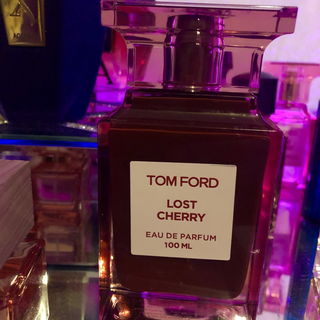 TOM FORD
LOST
CHERRY
EAU DE PARFUM
100 ML